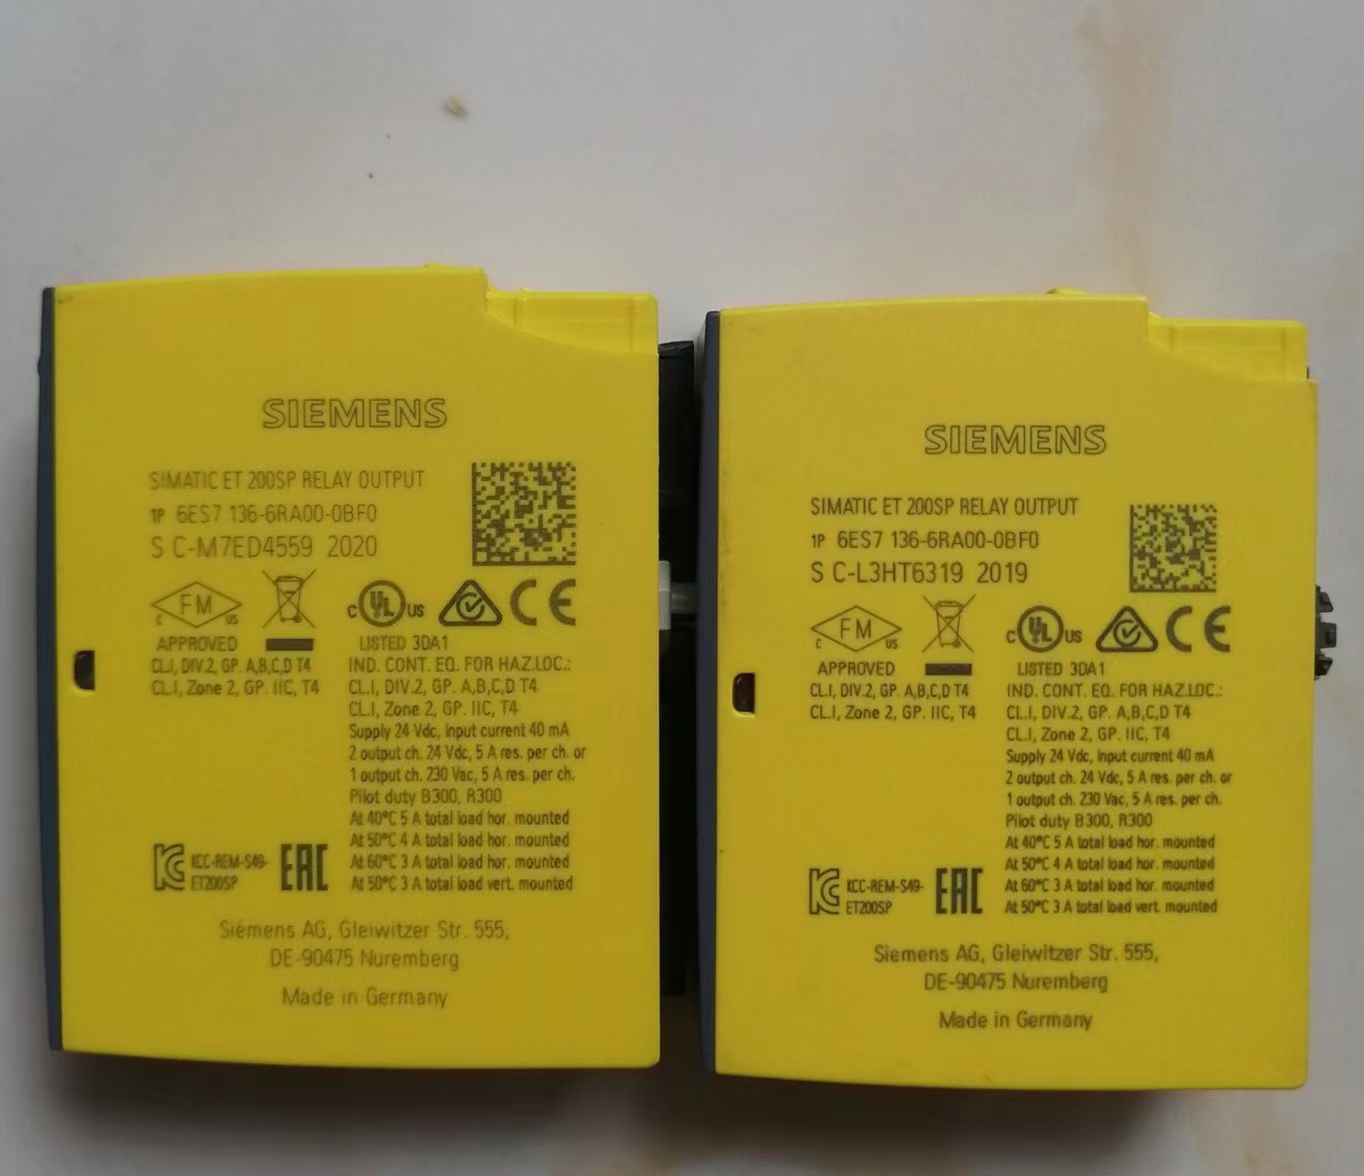 SIEMENS
SIMATIC ET 200SP RELAY OUTPUT
1P 6ES7 136-6RA00-0BF0
S C-M7ED4559 2020
FM
C US
APPROVED
CL.I, DIV.2, GP. A,B,C,D T4
CL.I, Zone 2, GP. IIC, T4
C UL US CE
LISTED 3DA1
IND. CONT. EQ. FOR HAZ.LOC.:
CL.I, DIV.2, GP. A,B,C,D T4
CL.I, Zone 2, GP. IIC, T4
Supply 24 Vdc, Input current 40 mA
2 output ch. 24 Vdc, 5 A res. per ch. or
1 output ch. 230 Vac, 5 A res. per ch.
Pilot duty B300, R300
At 40°C 5 A total load hor. mounted
At 50°C 4 A total load hor. mounted
At 60°C 3 A total load hor. mounted
At 50°C 3 A total load vert. mounted
KCC-REM-S49-
ET200SP
EAC
Siemens AG, Gleiwitzer Str. 555,
DE-90475 Nuremberg
Made in Germany
SIEMENS
SIMATIC ET 200SP RELAY OUTPUT
1P 6ES7 136-6RA00-0BF0
S C-L3HT6319 2019
FM
C US
APPROVED
CL.I, DIV.2, GP. A,B,C,D T4
CL.I, Zone 2, GP. IIC, T4
C UL US CE
LISTED 3DA1
IND. CONT. EQ. FOR HAZ.LOC.:
CL.I, DIV.2, GP. A,B,C,D T4
CL.I, Zone 2, GP. IIC, T4
Supply 24 Vdc, Input current 40 mA
2 output ch. 24 Vdc, 5 A res. per ch. or
1 output ch. 230 Vac, 5 A res. per ch.
Pilot duty B300, R300
At 40°C 5 A total load hor. mounted
At 50°C 4 A total load hor. mounted
At 60°C 3 A total load hor. mounted
At 50°C 3 A total load vert. mounted
KCC-REM-S49-
ET200SP
EAC
Siemens AG, Gleiwitzer Str. 555,
DE-90475 Nuremberg
Made in Germany